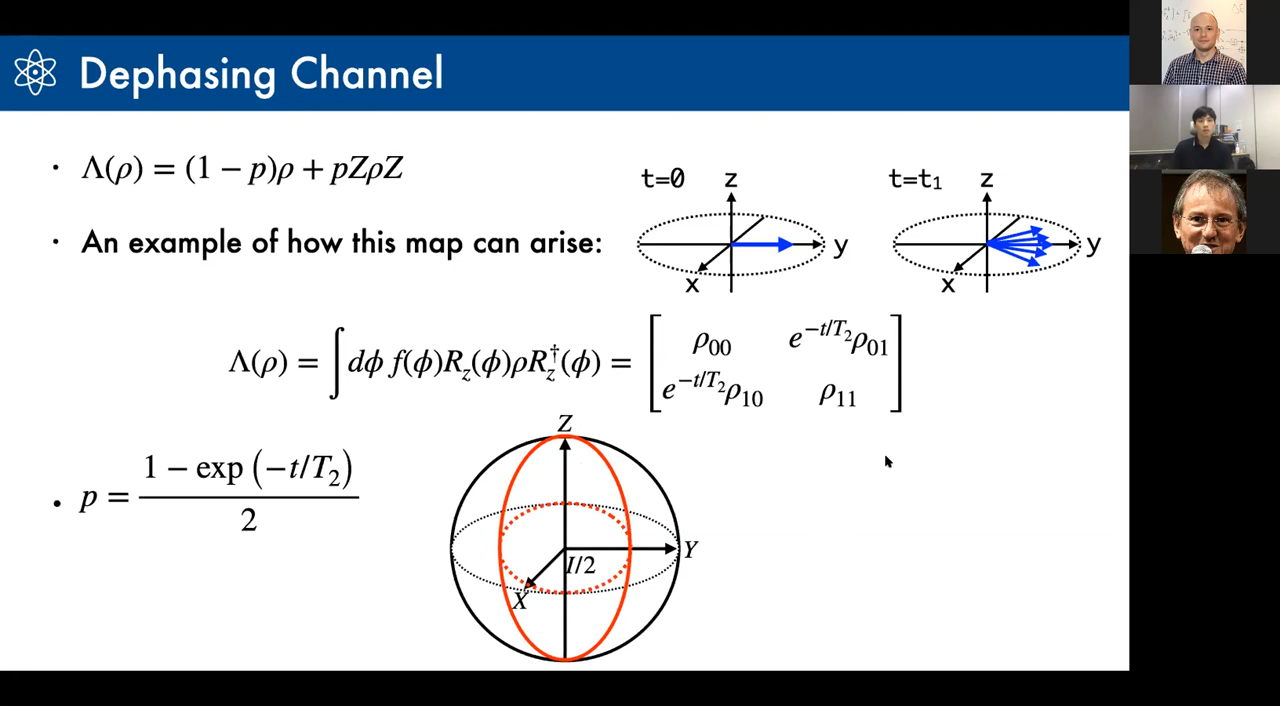 Dephasing Channel
· Λ(ρ) = (1 − p)ρ + pZρZ
· An example of how this map can arise:
t=0 z y x
t=t₁ z y x
Λ(ρ) = ∫ dϕ f(ϕ)R_z(ϕ)ρR_z^†(ϕ) = [ ρ₀₀ e^{−t/T₂}ρ₀₁
e^{−t/T₂}ρ₁₀ ρ₁₁ ]
· p = (1 − exp (−t/T₂)) / 2
Z
Y
I/2
X